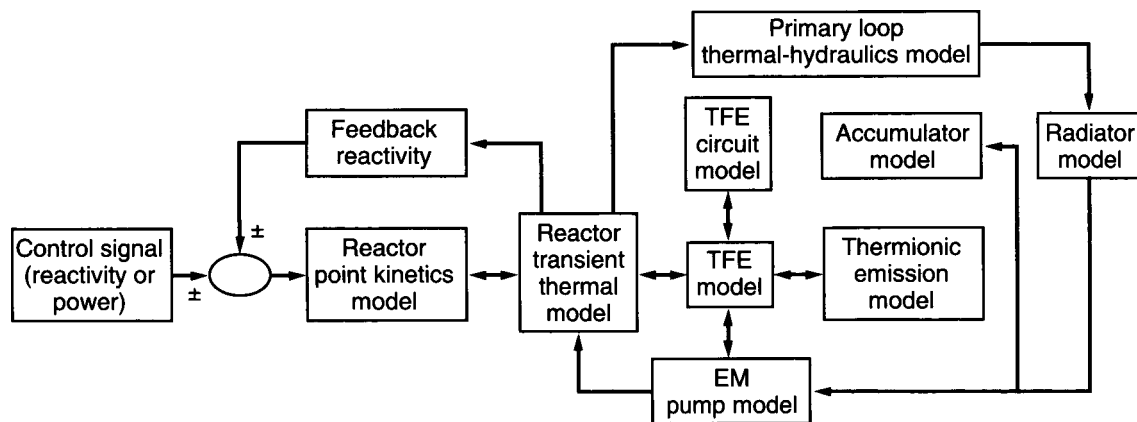 Primary loop
thermal-hydraulics model
Feedback
reactivity
TFE
circuit
model
Accumulator
model
Radiator
model
±
Control signal
(reactivity or
power)
±
Reactor
point kinetics
model
Reactor
transient
thermal
model
TFE
model
Thermionic
emission
model
EM
pump model